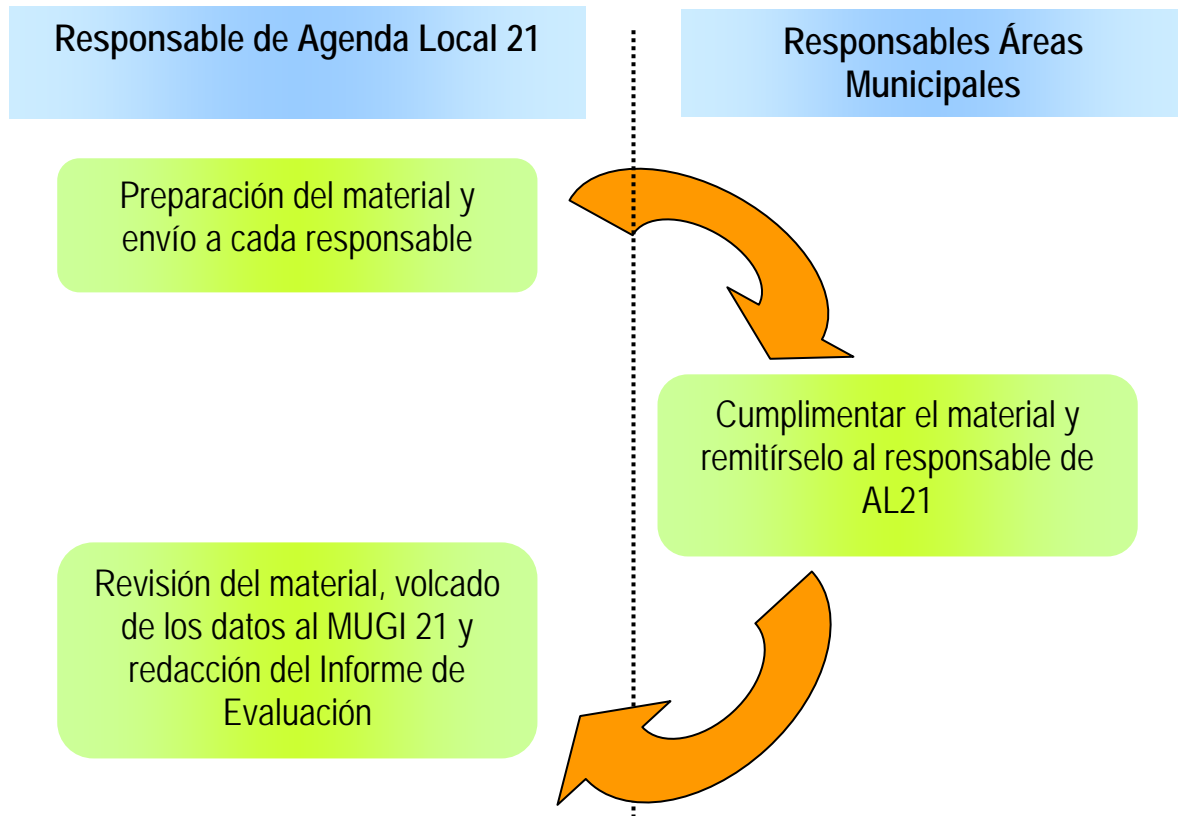 Responsable de Agenda Local 21
Responsables Áreas
Municipales
Preparación del material y
envío a cada responsable
Cumplimentar el material y
remitírselo al responsable de
AL21
Revisión del material, volcado
de los datos al MUGI 21 y
redacción del Informe de
Evaluación